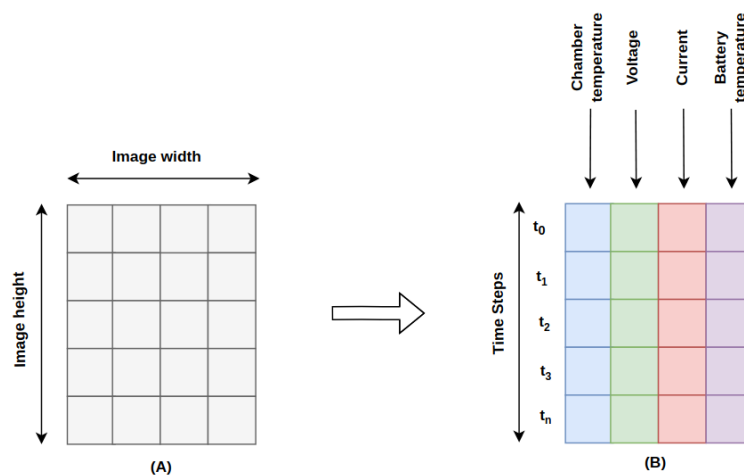 Image width
Image height
(A)
Chamber
temperature
Voltage
Current
Battery
temperature
Time Steps
t0
t1
t2
t3
tn
(B)